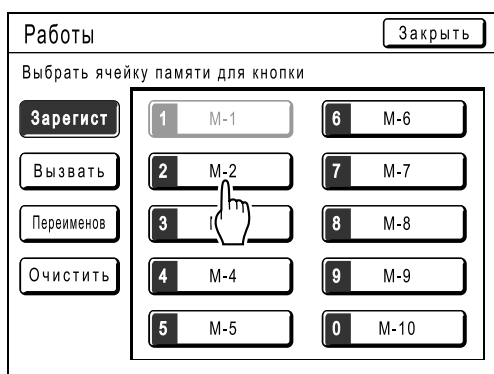 Работы
Закрыть
Выбрать ячейку памяти для кнопки
Зарегист
Вызвать
Переименов
Очистить
1 М-1
2 М-2
3
4 М-4
5 М-5
6 М-6
7 М-7
8 М-8
9 М-9
0 М-10